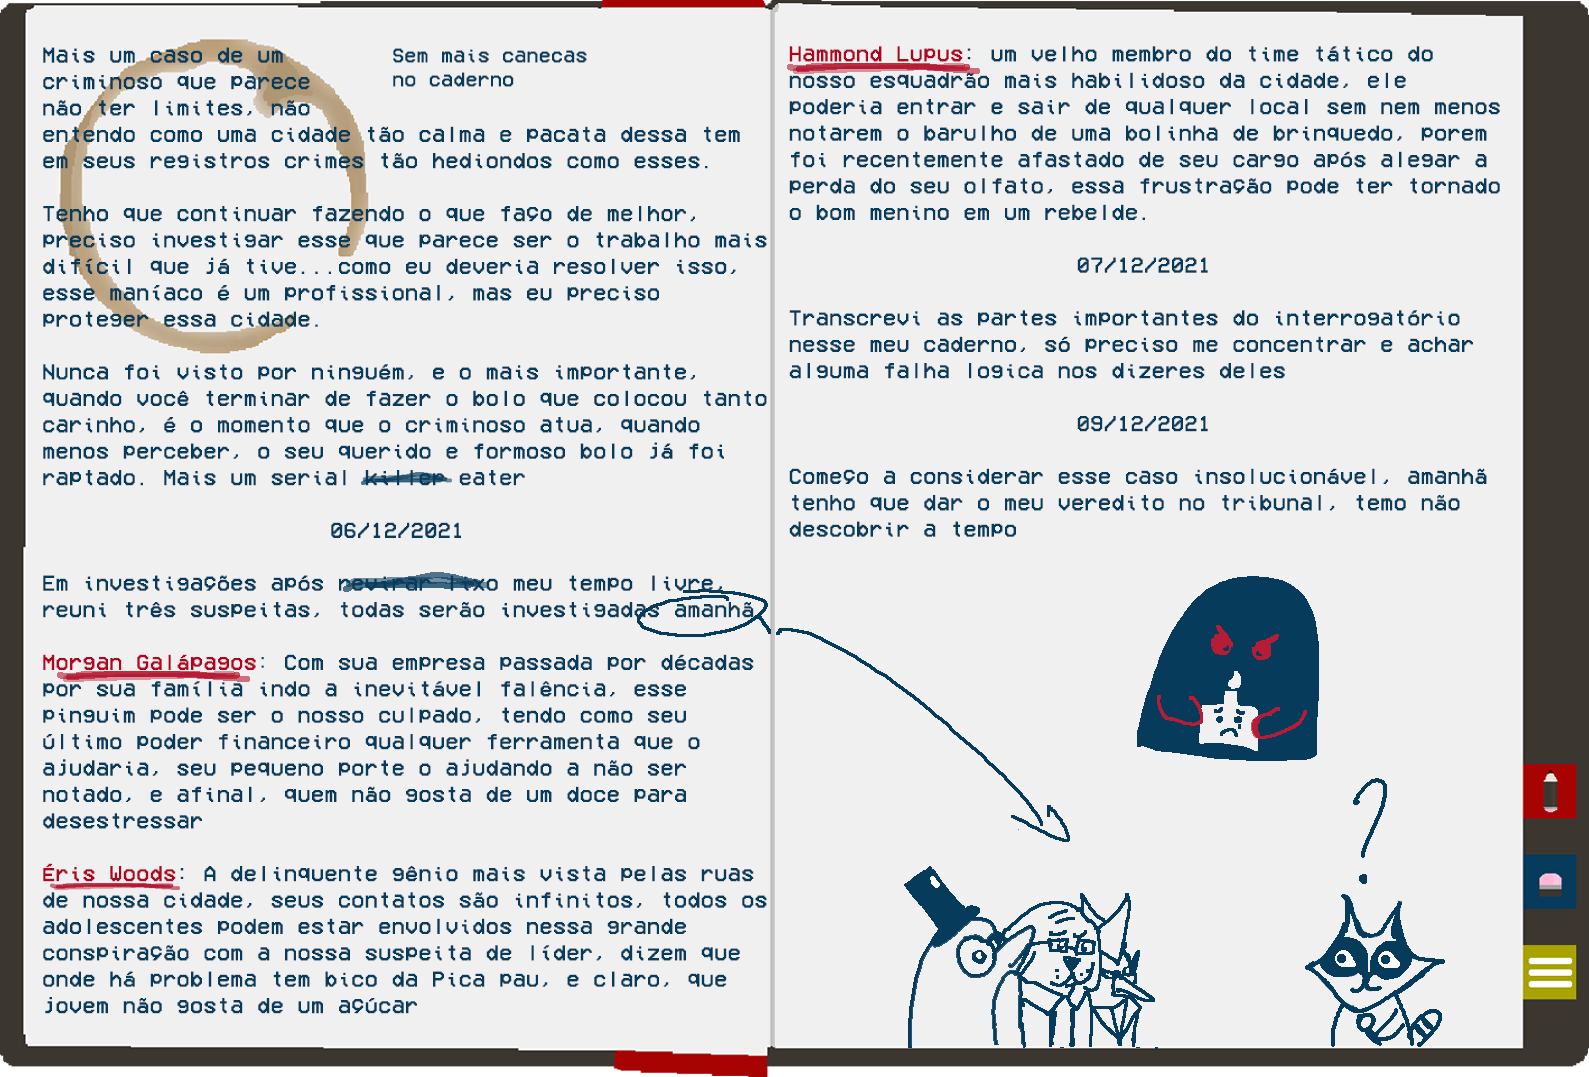 Mais um caso de um
criminoso que parece
não ter limites, não
entendo como uma cidade tão calma e pacata dessa tem
em seus registros crimes tão hediondos como esses.
Sem mais canecas
no caderno
Tenho que continuar fazendo o que faço de melhor,
preciso investigar esse que parece ser o trabalho mais
difícil que já tive...como eu deveria resolver isso,
esse maníaco é um profissional, mas eu preciso
proteger essa cidade.
Nunca foi visto por ninguém, e o mais importante,
quando você terminar de fazer o bolo que colocou tanto
carinho, é o momento que o criminoso atua, quando
menos perceber, o seu querido e formoso bolo já foi
raptado. Mais um serial killer eater
06/12/2021
Em investigações após revirar lixo meu tempo livre,
reuni três suspeitas, todas serão investigadas amanhã
Morgan Galápagos: Com sua empresa passada por décadas
por sua família indo a inevitável falência, esse
pinguim pode ser o nosso culpado, tendo como seu
último poder financeiro qualquer ferramenta que o
ajudaria, seu pequeno porte o ajudando a não ser
notado, e afinal, quem não gosta de um doce para
desestressar
Éris Woods: A delinquente gênio mais vista pelas ruas
de nossa cidade, seus contatos são infinitos, todos os
adolescentes podem estar envolvidos nessa grande
conspiração com a nossa suspeita de líder, dizem que
onde há problema tem bico da Pica pau, e claro, que
jovem não gosta de um açúcar
Hammond Lupus: um velho membro do time tático do
nosso esquadrão mais habilidoso da cidade, ele
poderia entrar e sair de qualquer local sem nem menos
notarem o barulho de uma bolinha de brinquedo, porem
foi recentemente afastado de seu cargo após alegar a
perda do seu olfato, essa frustração pode ter tornado
o bom menino em um rebelde.
07/12/2021
Transcrevi as partes importantes do interrogatório
nesse meu caderno, só preciso me concentrar e achar
alguma falha logica nos dizeres deles
09/12/2021
Começo a considerar esse caso insolucionável, amanhã
tenho que dar o meu veredito no tribunal, temo não
descobrir a tempo
?